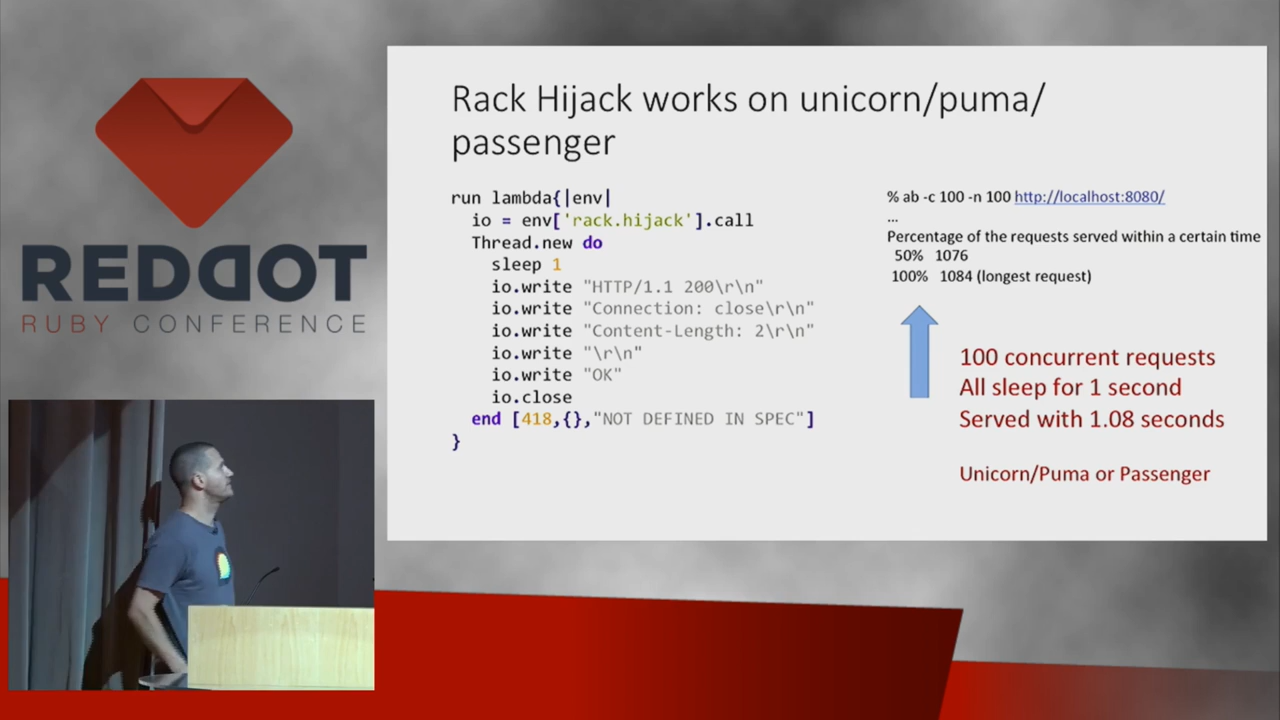 REDDOT
RUBY CONFERENCE
Rack Hijack works on unicorn/puma/
passenger
run lambda{|env|
  io = env['rack.hijack'].call
  Thread.new do
    sleep 1
    io.write "HTTP/1.1 200\r\n"
    io.write "Connection: close\r\n"
    io.write "Content-Length: 2\r\n"
    io.write "\r\n"
    io.write "OK"
    io.close
  end [418,{},"NOT DEFINED IN SPEC"]
}
% ab -c 100 -n 100 http://localhost:8080/
...
Percentage of the requests served within a certain time
50% 1076
100% 1084 (longest request)
100 concurrent requests
All sleep for 1 second
Served with 1.08 seconds
Unicorn/Puma or Passenger